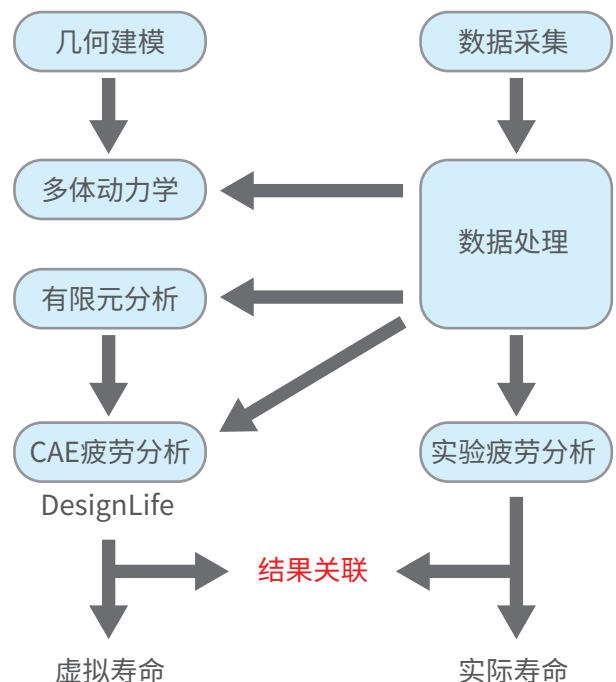 几何建模
数据采集
多体动力学
数据处理
有限元分析
CAE疲劳分析
实验疲劳分析
DesignLife
结果关联
虚拟寿命
实际寿命